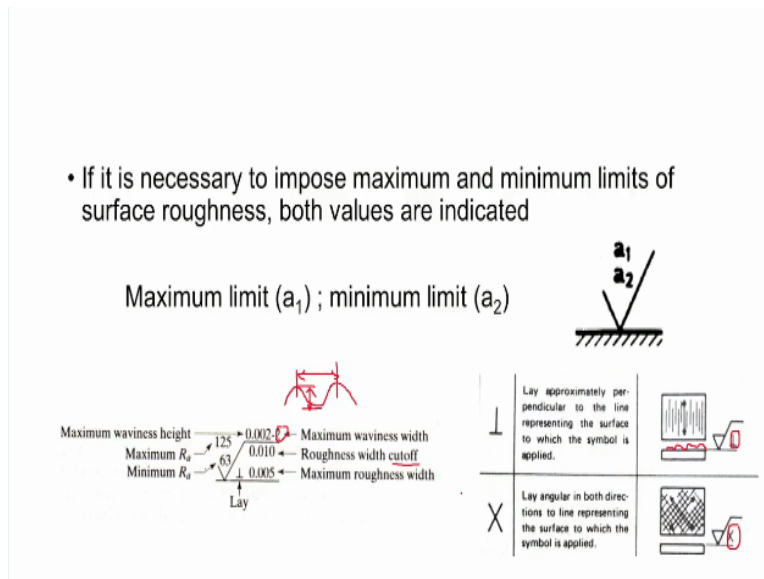 • If it is necessary to impose maximum and minimum limits of
surface roughness, both values are indicated
a1
a2
Maximum limit (a1) ; minimum limit (a2)
Maximum waviness height
0.002-
Maximum waviness width
Maximum Ra
125
0.010
Roughness width cutoff
Minimum Ra
63
⊥ 0.005
Maximum roughness width
Lay
⊥
Lay approximately per-
pendicular to the line
representing the surface
to which the symbol is
applied.
⊥
X
Lay angular in both direc-
tions to line representing
the surface to which the
symbol is applied.
X